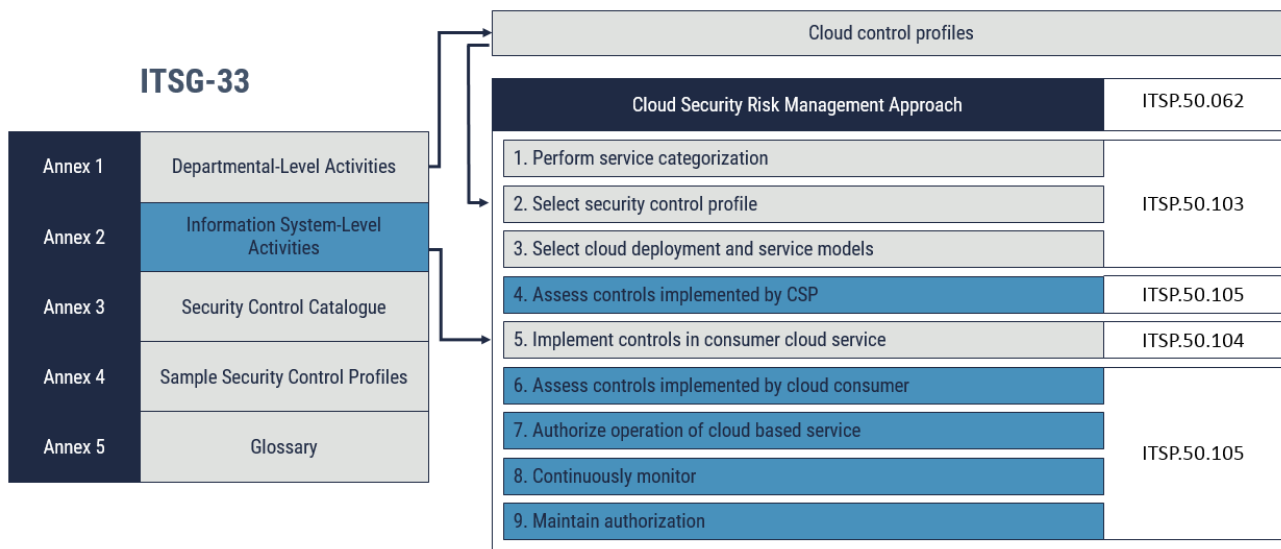 Cloud control profiles
ITSG-33
Cloud Security Risk Management Approach
ITSP.50.062
Annex 1
Departmental-Level Activities
Annex 2
Information System-Level
Activities
Annex 3
Security Control Catalogue
Annex 4
Sample Security Control Profiles
Annex 5
Glossary
1. Perform service categorization
2. Select security control profile
3. Select cloud deployment and service models
ITSP.50.103
4. Assess controls implemented by CSP
ITSP.50.105
5. Implement controls in consumer cloud service
ITSP.50.104
6. Assess controls implemented by cloud consumer
7. Authorize operation of cloud based service
8. Continuously monitor
9. Maintain authorization
ITSP.50.105